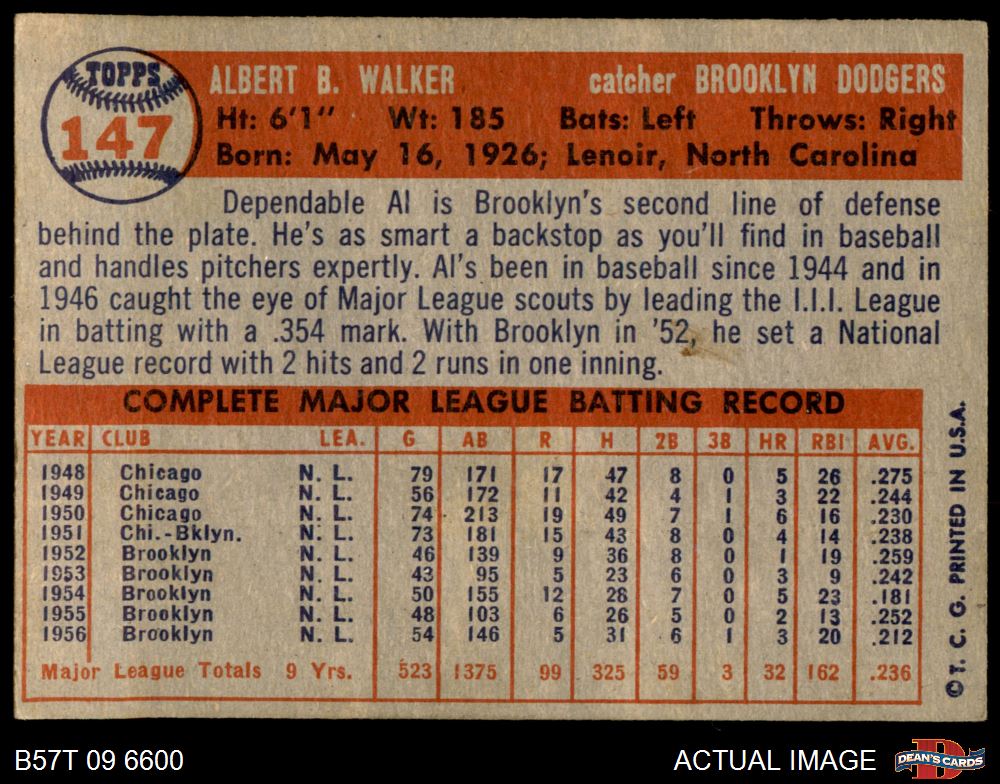 TOPPS
147
ALBERT B. WALKER catcher BROOKLYN DODGERS
Ht: 6'1" Wt: 185 Bats: Left Throws: Right
Born: May 16, 1926; Lenoir, North Carolina
Dependable Al is Brooklyn's second line of defense
behind the plate. He's as smart a backstop as you'll find in baseball
and handles pitchers expertly. Al's been in baseball since 1944 and in
1946 caught the eye of Major League scouts by leading the I.I.I. League
in batting with a .354 mark. With Brooklyn in '52, he set a National
League record with 2 hits and 2 runs in one inning.
COMPLETE MAJOR LEAGUE BATTING RECORD
YEAR CLUB LEA. G AB R H 2B 3B HR RBI AVG.
1948 Chicago N. L. 79 171 17 47 8 0 5 26 .275
1949 Chicago N. L. 56 172 11 42 4 1 3 22 .244
1950 Chicago N. L. 74 213 19 49 7 1 6 16 .230
1951 Chi.-Bklyn. N. L. 73 181 15 43 8 0 4 14 .238
1952 Brooklyn N. L. 46 139 9 36 8 0 1 19 .259
1953 Brooklyn N. L. 43 95 5 23 6 0 3 9 .242
1954 Brooklyn N. L. 50 155 12 28 7 0 5 23 .181
1955 Brooklyn N. L. 48 103 6 26 5 0 2 13 .252
1956 Brooklyn N. L. 54 146 5 31 6 1 3 20 .212
Major League Totals 9 Yrs. 523 1375 99 325 59 3 32 162 .236
©T. C. G. PRINTED IN U.S.A.
B57T 09 6600 ACTUAL IMAGE
DEAN'S CARDS